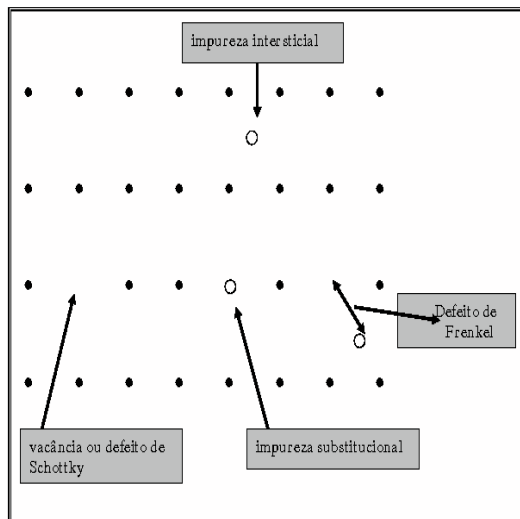 impureza intersticial
Defeito de
Frenkel
vacância ou defeito de
Schottky
impureza substitucional